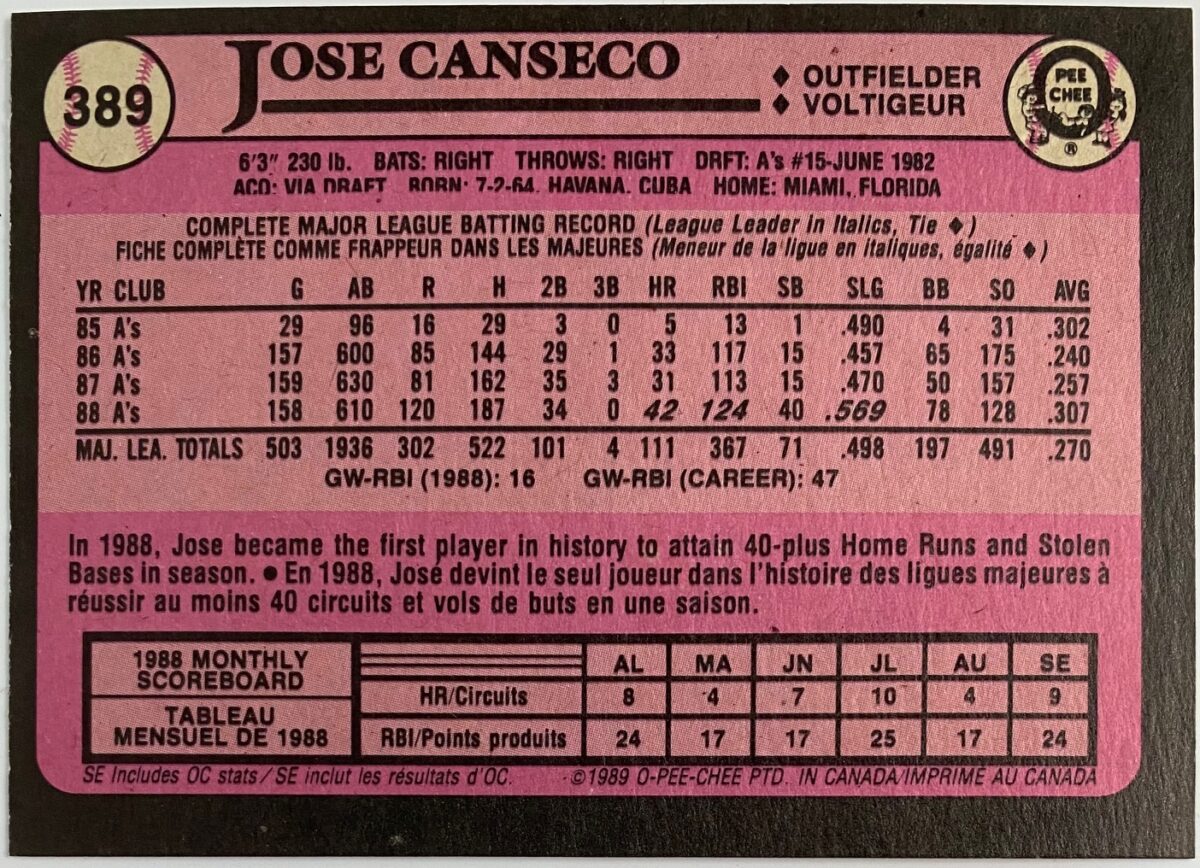 389
JOSE CANSECO
♦ OUTFIELDER
♦ VOLTIGEUR
O PEE CHEE ®
6'3" 230 lb. BATS: RIGHT THROWS: RIGHT DRFT: A's #15-JUNE 1982
ACQ: VIA DRAFT BORN: 7-2-64, HAVANA, CUBA HOME: MIAMI, FLORIDA
COMPLETE MAJOR LEAGUE BATTING RECORD (League Leader in Italics, Tie ♦)
FICHE COMPLÈTE COMME FRAPPEUR DANS LES MAJEURES (Meneur de la ligue en italiques, égalité ♦)
YR CLUB G AB R H 2B 3B HR RBI SB SLG BB SO AVG
85 A's 29 96 16 29 3 0 5 13 1 .490 4 31 .302
86 A's 157 600 85 144 29 1 33 117 15 .457 65 175 .240
87 A's 159 630 81 162 35 3 31 113 15 .470 50 157 .257
88 A's 158 610 120 187 34 0 42 124 40 .569 78 128 .307
MAJ. LEA. TOTALS 503 1936 302 522 101 4 111 367 71 .498 197 491 .270
GW-RBI (1988): 16 GW-RBI (CAREER): 47
In 1988, Jose became the first player in history to attain 40-plus Home Runs and Stolen
Bases in season. ● En 1988, José devint le seul joueur dans l'histoire des ligues majeures à
réussir au moins 40 circuits et vols de buts en une saison.
1988 MONTHLY
SCOREBOARD
TABLEAU
MENSUEL DE 1988
AL MA JN JL AU SE
HR/Circuits 8 4 7 10 4 9
RBI/Points produits 24 17 17 25 17 24
SE Includes OC stats/SE inclut les résultats d'OC. ©1989 O-PEE-CHEE PTD. IN CANADA/IMPRIMÉ AU CANADA